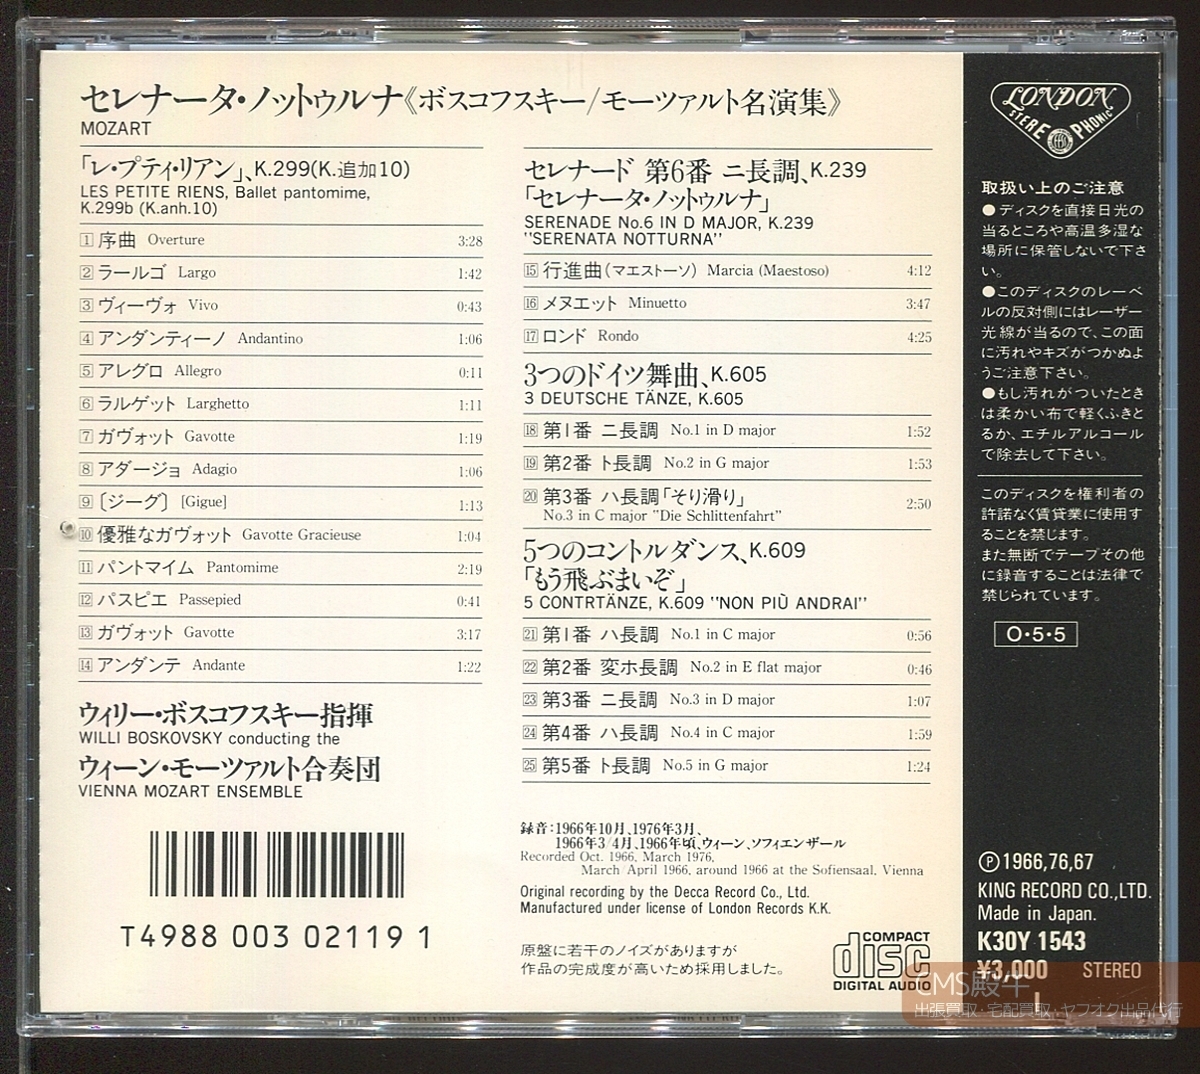 セレナータ・ノットゥルナ《ボスコフスキー/モーツァルト名演集》
MOZART
「レ・プティ・リアン」、K.299(K.追加10)
LES PETITE RIENS, Ballet pantomime,
K.299b (K.anh.10)
1 序曲 Overture 3:28
2 ラールゴ Largo 1:42
3 ヴィーヴォ Vivo 0:43
4 アンダンティーノ Andantino 1:06
5 アレグロ Allegro 0:11
6 ラルゲット Larghetto 1:11
7 ガヴォット Gavotte 1:19
8 アダージョ Adagio 1:06
9 〔ジーグ〕 [Gigue] 1:13
10 優雅なガヴォット Gavotte Gracieuse 1:04
11 パントマイム Pantomime 2:19
12 パスピエ Passepied 0:41
13 ガヴォット Gavotte 3:17
14 アンダンテ Andante 1:22
ウィリー・ボスコフスキー指揮
WILLI BOSKOVSKY conducting the
ウィーン・モーツァルト合奏団
VIENNA MOZART ENSEMBLE
T4988 003 02119 1
セレナード 第6番 ニ長調、K.239
「セレナータ・ノットゥルナ」
SERENADE No.6 IN D MAJOR, K.239
"SERENATA NOTTURNA"
15 行進曲(マエストーソ) Marcia (Maestoso) 4:12
16 メヌエット Minuetto 3:47
17 ロンド Rondo 4:25
3つのドイツ舞曲、K.605
3 DEUTSCHE TÄNZE, K.605
18 第1番 ニ長調 No.1 in D major 1:52
19 第2番 ト長調 No.2 in G major 1:53
20 第3番 ハ長調「そり滑り」 2:50
No.3 in C major "Die Schlittenfahrt"
5つのコントルダンス、K.609
「もう飛ぶまいぞ」
5 CONTRTÄNZE, K.609 "NON PIÙ ANDRAI"
21 第1番 ハ長調 No.1 in C major 0:56
22 第2番 変ホ長調 No.2 in E flat major 0:46
23 第3番 ニ長調 No.3 in D major 1:07
24 第4番 ハ長調 No.4 in C major 1:59
25 第5番 ト長調 No.5 in G major 1:24
録音：1966年10月、1976年3月、
1966年3/4月、1966年頃、ウィーン、ソフィエンザール
Recorded Oct. 1966, March 1976,
March/April 1966, around 1966 at the Sofiensaal, Vienna
Original recording by the Decca Record Co., Ltd.
Manufactured under license of London Records K.K.
原盤に若干のノイズがありますが
作品の完成度が高いため採用しました。
COMPACT
disc
DIGITAL AUDIO
LONDON
STEREOPHONIC
取扱い上のご注意
●ディスクを直接日光の
当るところや高温多湿な
場所に保管しないで下さ
い。
●このディスクのレーベ
ルの反対側にはレーザー
光線が当るので、この面
に汚れやキズがつかぬよ
うご注意下さい。
●もし汚れがついたとき
は柔かい布で軽くふきと
るか、エチルアルコール
で除去して下さい。
このディスクを権利者の
許諾なく賃貸業に使用す
ることを禁じます。
また無断でテープその他
に録音することは法律で
禁じられています。
O・5・5
Ⓟ1966,76,67
KING RECORD CO.,LTD.
Made in Japan.
K30Y 1543
¥3,000 STEREO
L
CMS殿牛
出張買取・宅配買取・ヤフオク出品代行